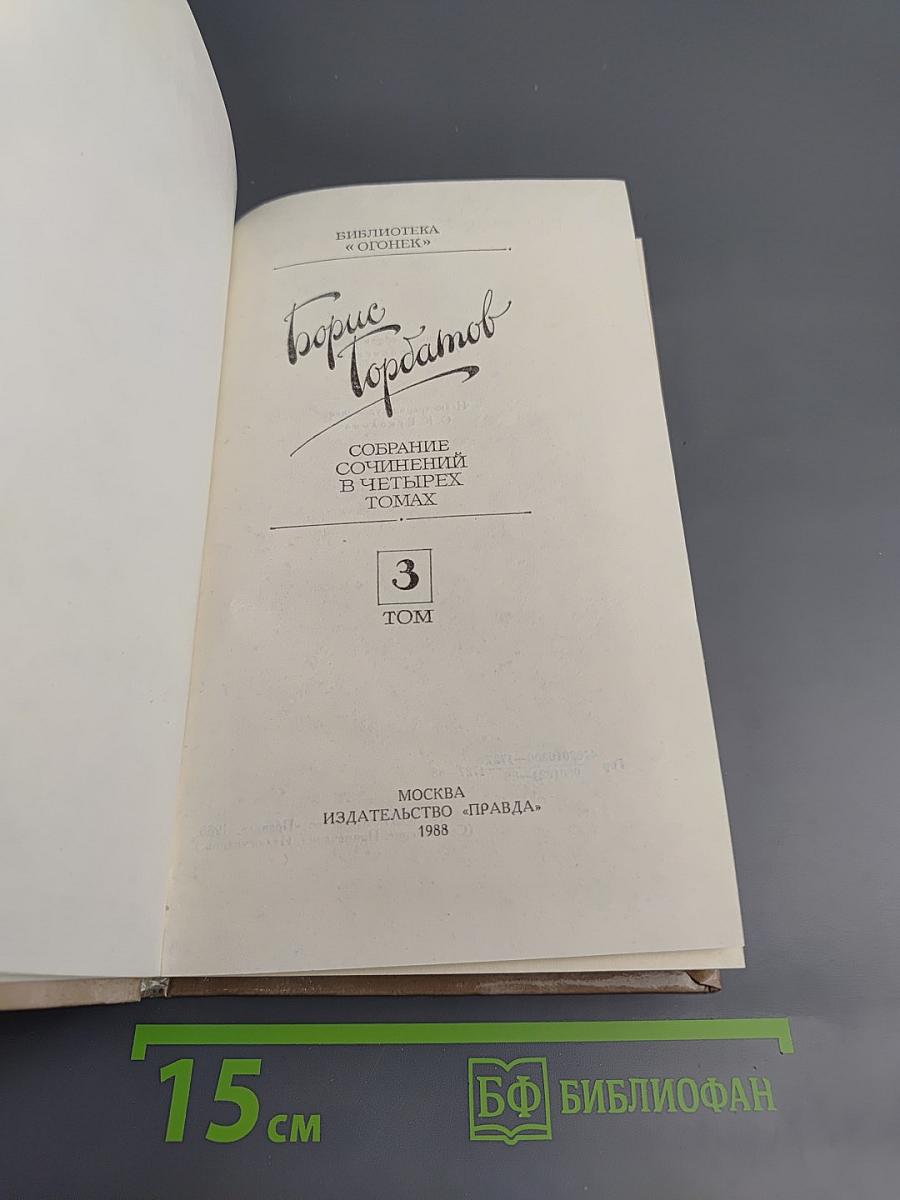 БИБЛИОТЕКА
«ОГОНЕК»
Борис
Горбатов
СОБРАНИЕ
СОЧИНЕНИЙ
В ЧЕТЫРЕХ
ТОМАХ
3
ТОМ
МОСКВА
ИЗДАТЕЛЬСТВО «ПРАВДА»
1988
15 см
БФ БИБЛИОФАН